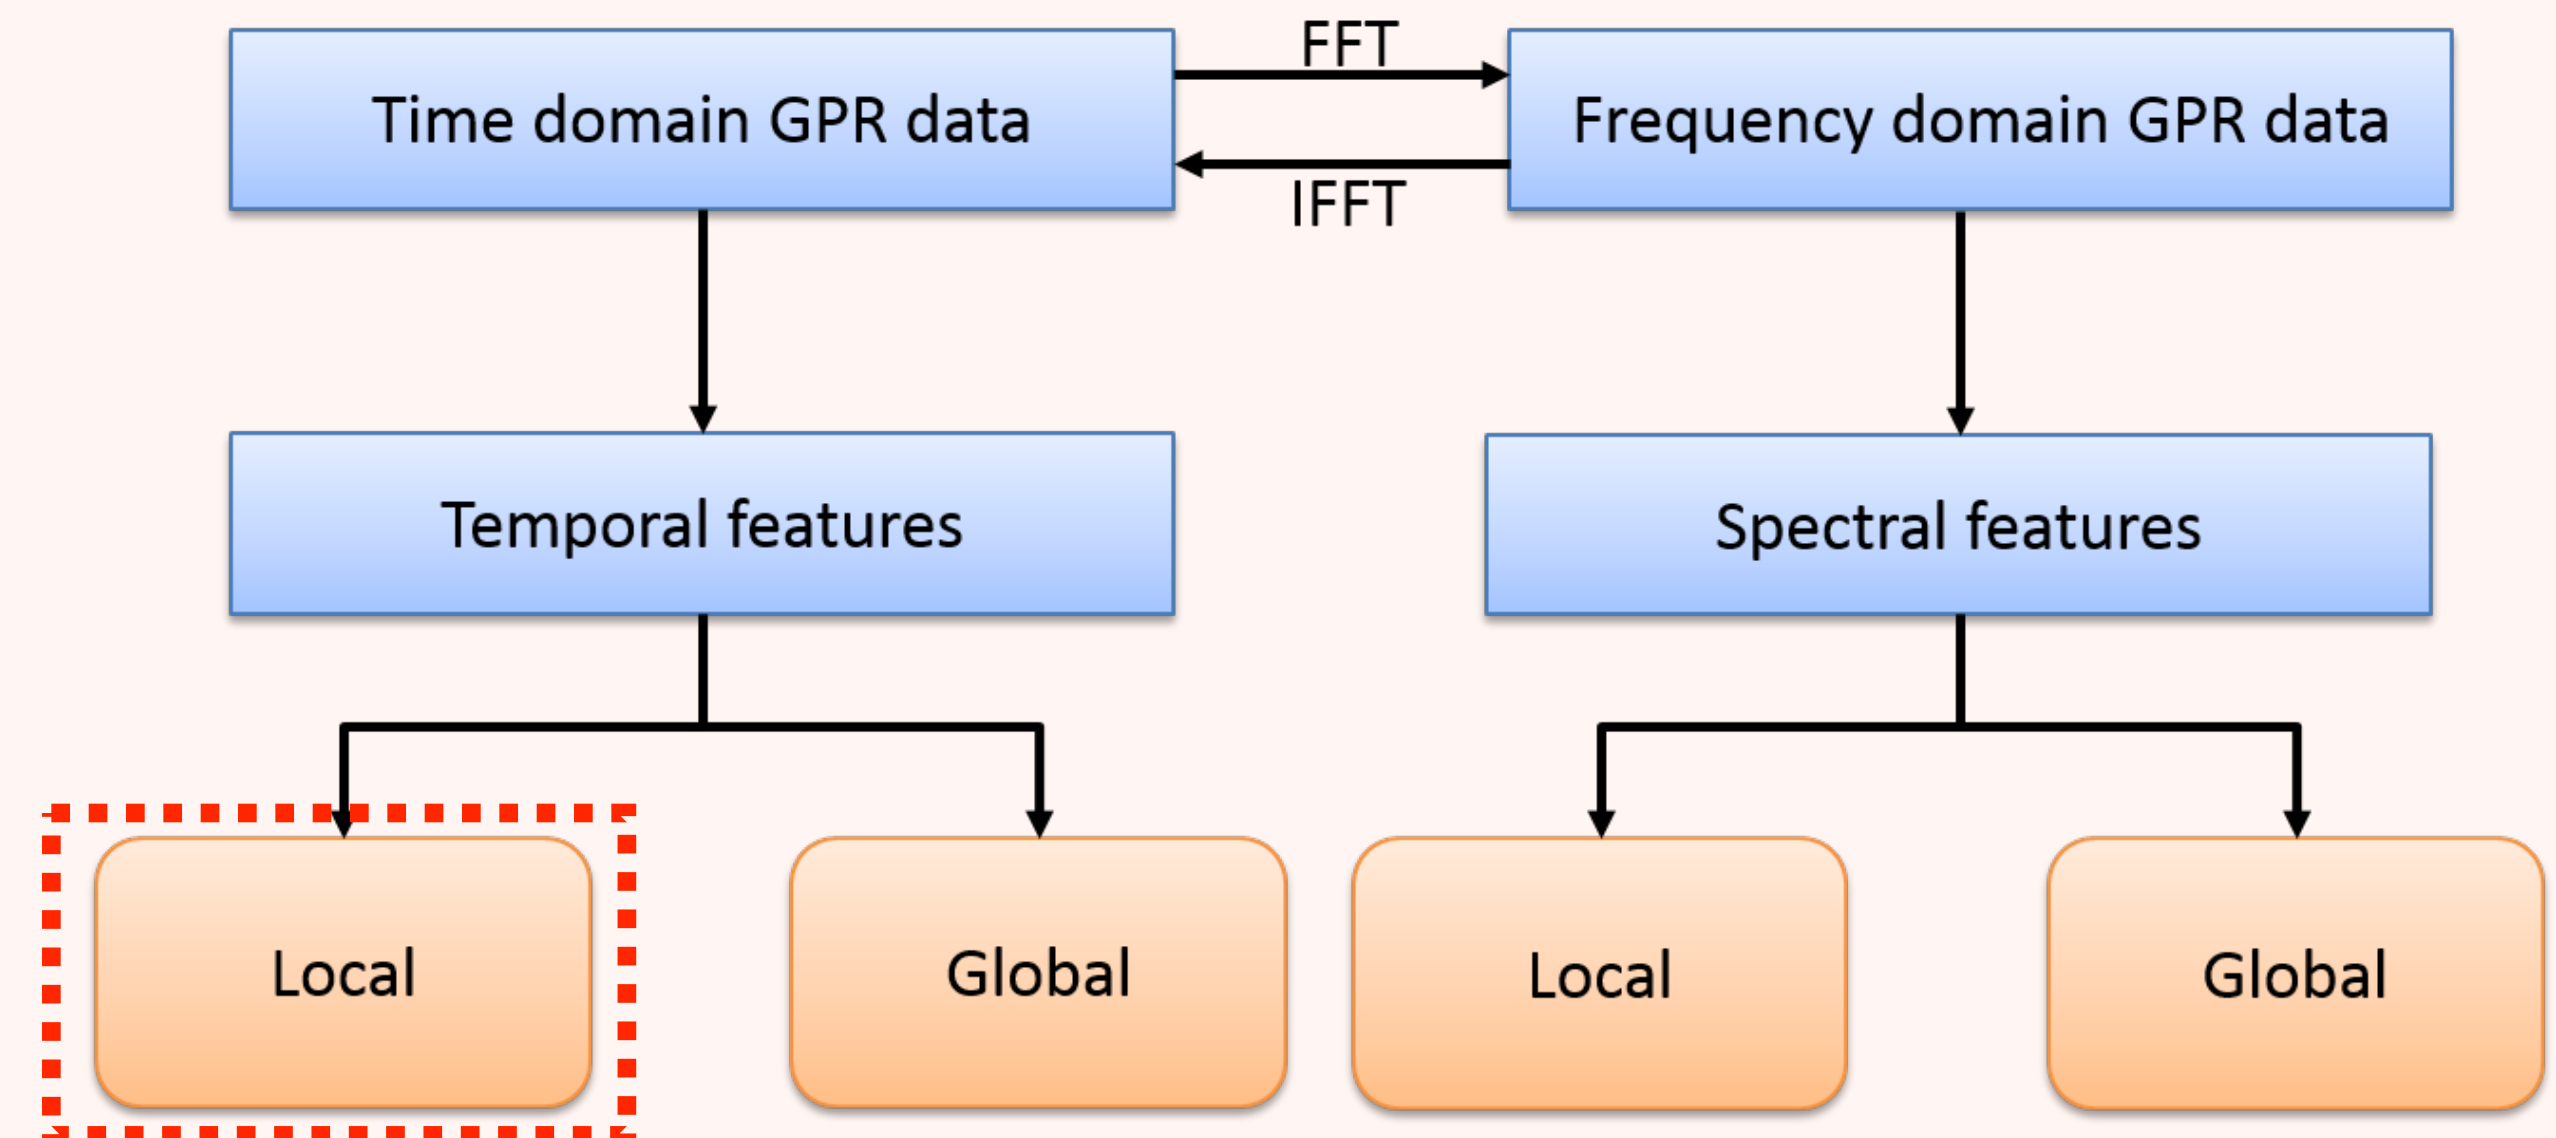 FFT
Time domain GPR data
Frequency domain GPR data
IFFT
Temporal features
Spectral features
Local
Global
Local
Global